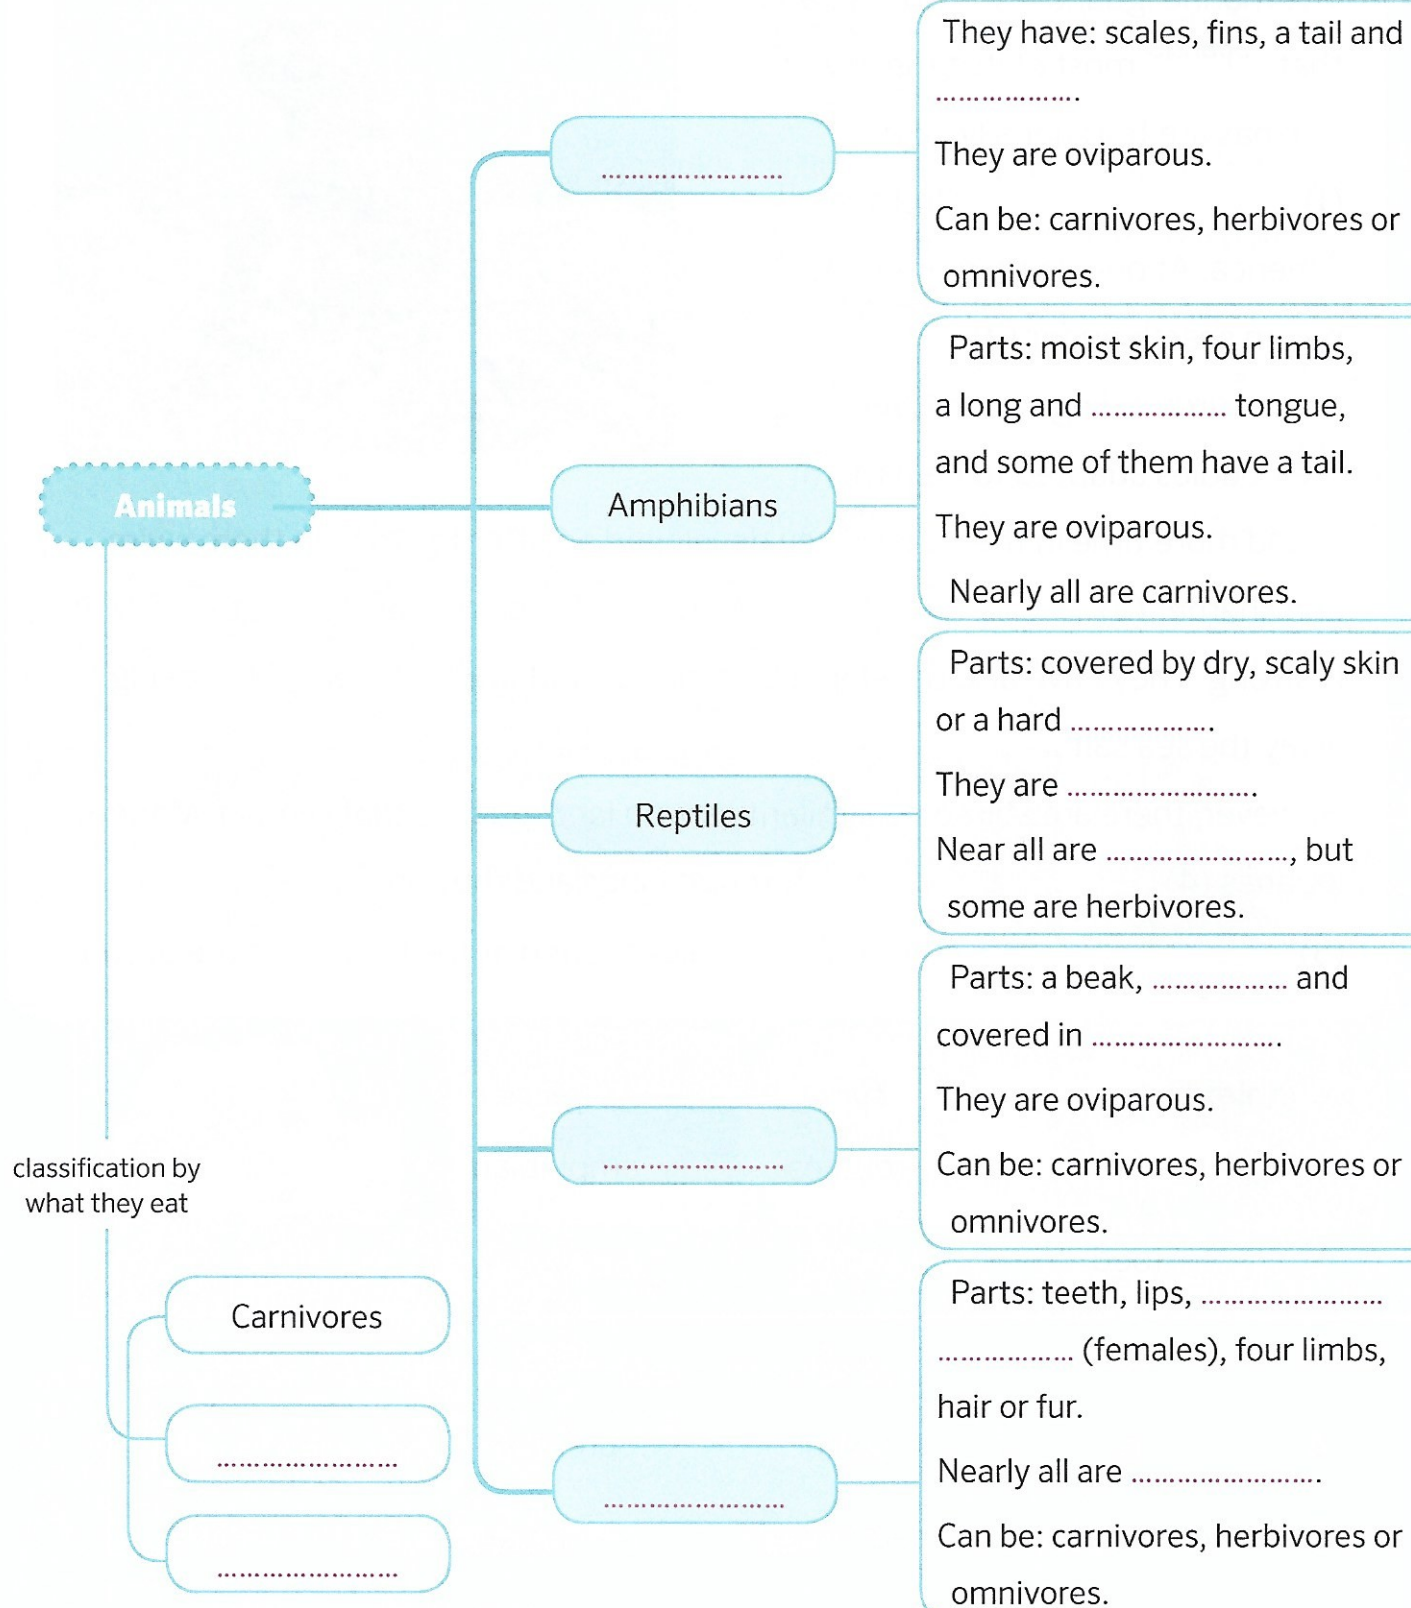 They have: scales, fins, a tail and
....................
They are oviparous.
Can be: carnivores, herbivores or
omnivores.
........................
Parts: moist skin, four limbs,
a long and .................. tongue,
and some of them have a tail.
They are oviparous.
Nearly all are carnivores.
Animals
Amphibians
Parts: covered by dry, scaly skin
or a hard ...................
They are .........................
Near all are ........................, but
some are herbivores.
Reptiles
Parts: a beak, .................. and
covered in .........................
They are oviparous.
Can be: carnivores, herbivores or
omnivores.
........................
classification by
what they eat
Carnivores
........................
........................
Parts: teeth, lips, ........................
.................. (females), four limbs,
hair or fur.
Nearly all are .........................
Can be: carnivores, herbivores or
omnivores.
........................